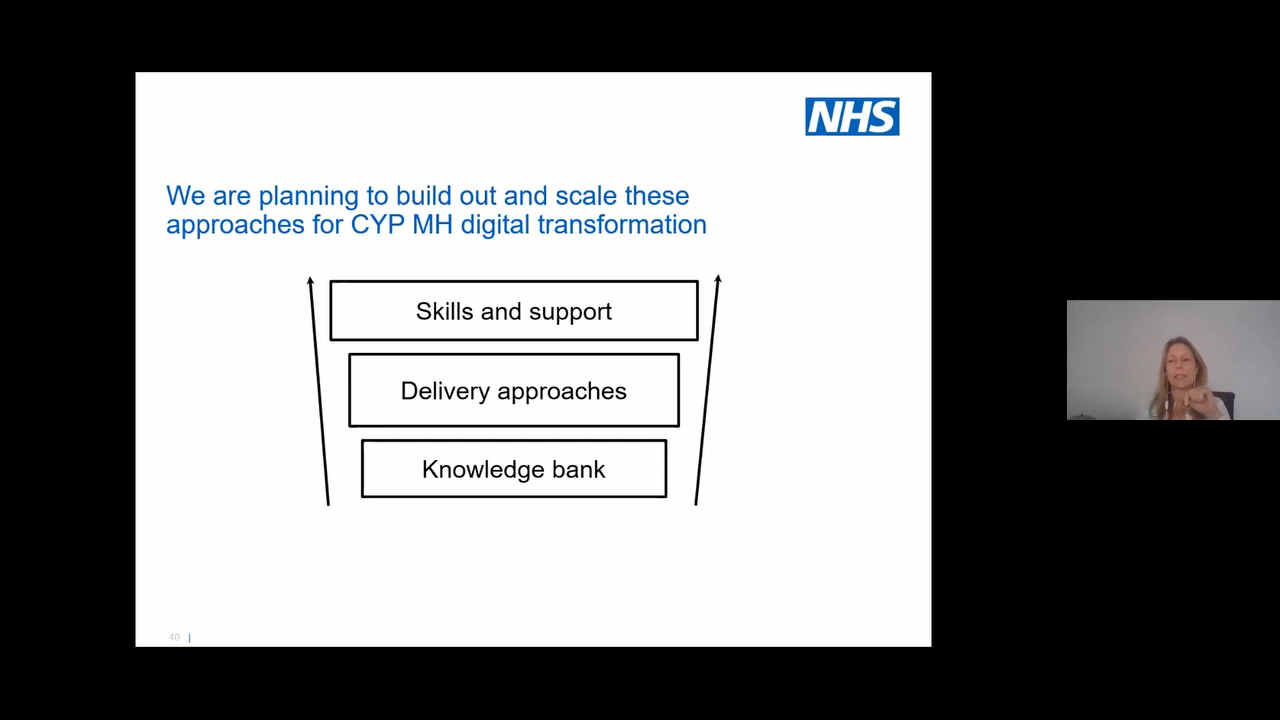 NHS
We are planning to build out and scale these
approaches for CYP MH digital transformation
Skills and support
Delivery approaches
Knowledge bank
40 |